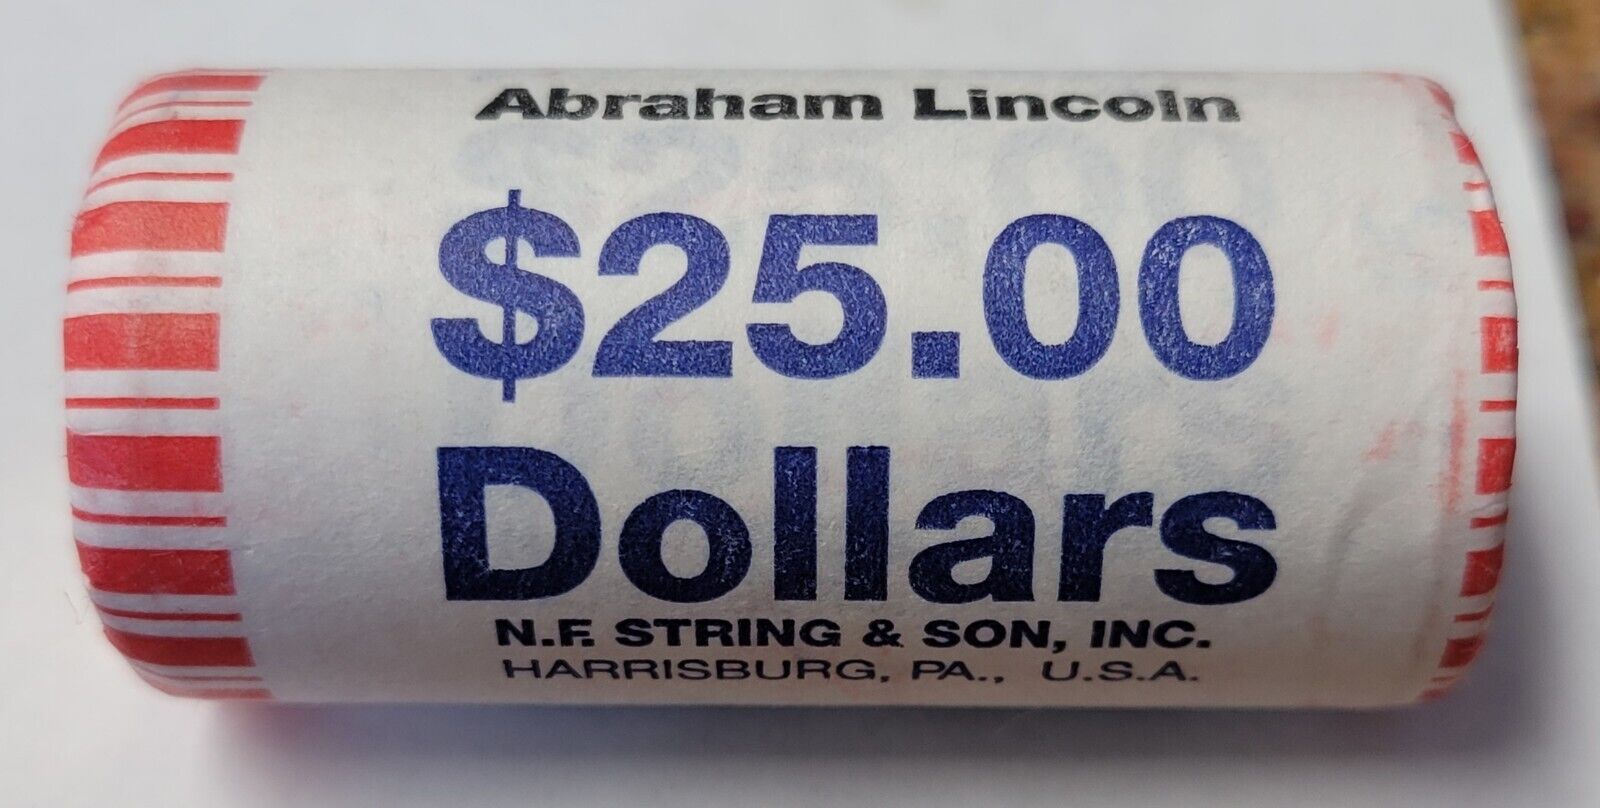 Abraham Lincoln
$25.00
Dollars
N.F. STRING & SON, INC.
HARRISBURG, PA., U.S.A.